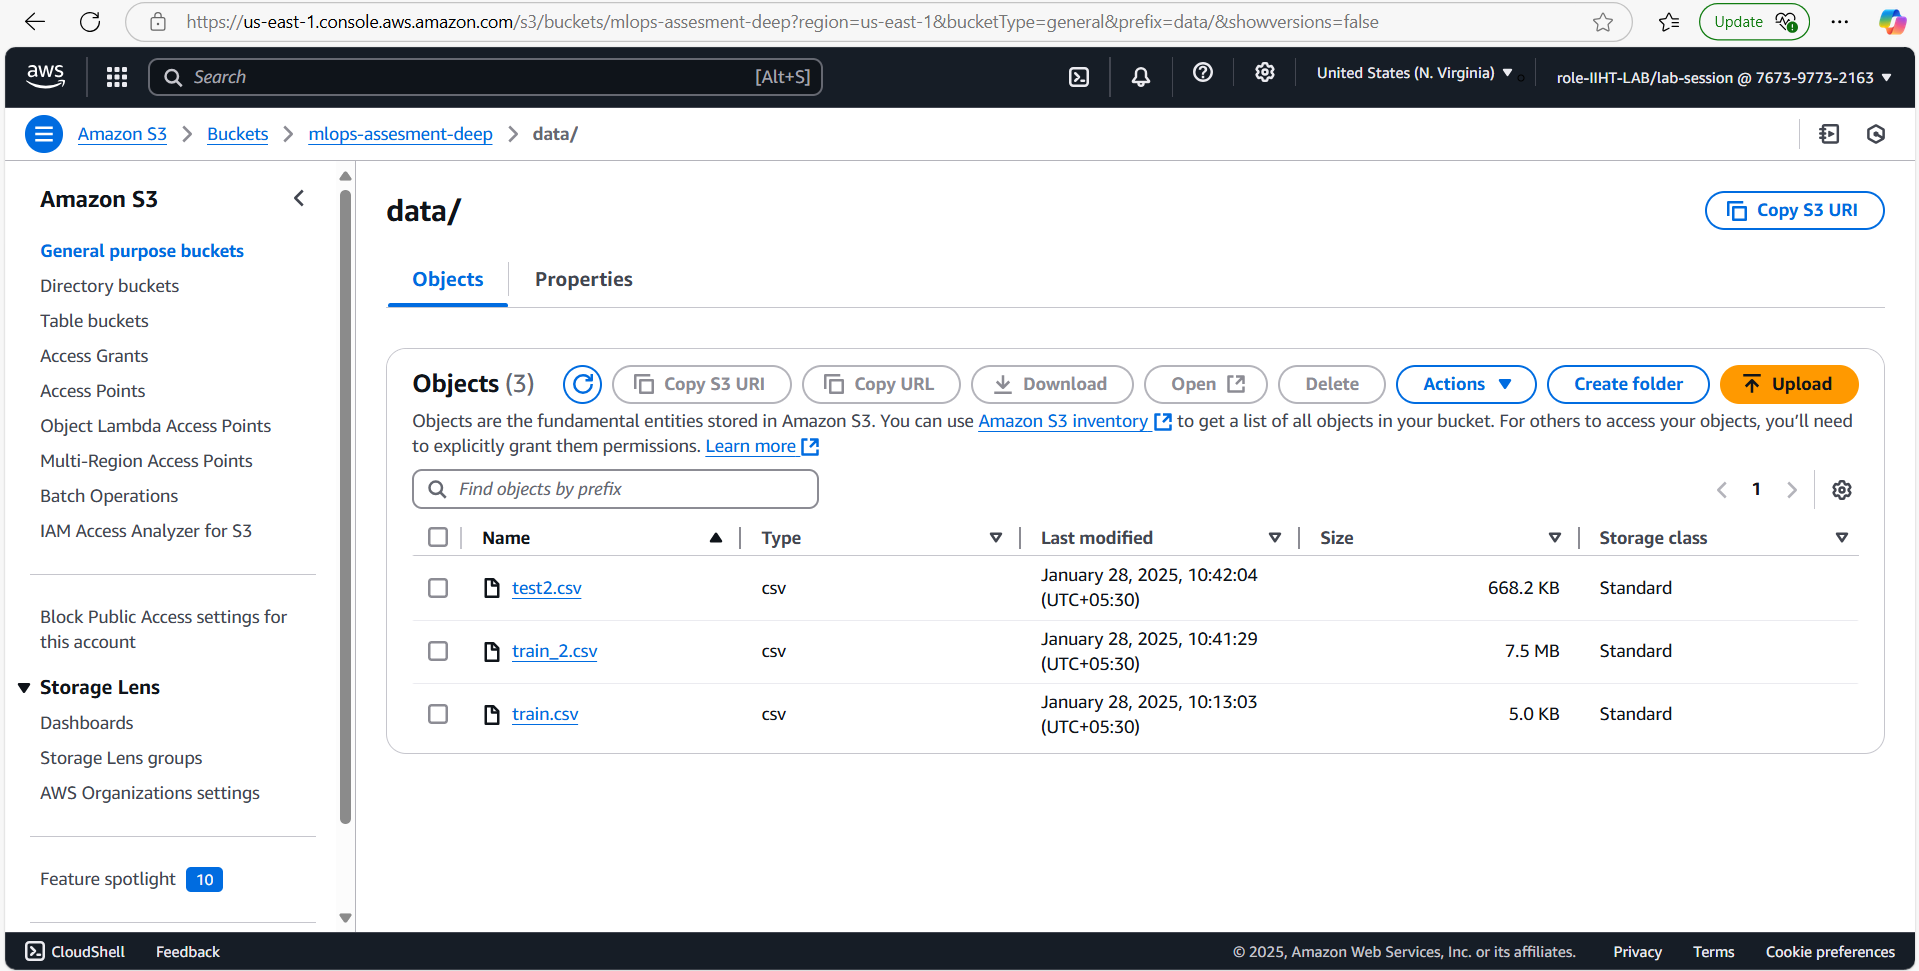 https://us-east-1.console.aws.amazon.com/s3/buckets/mlops-assesment-deep?region=us-east-1&bucketType=general&prefix=data/&showversions=false
Update
aws
Search
[Alt+S]
United States (N. Virginia)
role-IIHT-LAB/lab-session @ 7673-9773-2163
Amazon S3
Buckets
mlops-assesment-deep
data/
Amazon S3
General purpose buckets
Directory buckets
Table buckets
Access Grants
Access Points
Object Lambda Access Points
Multi-Region Access Points
Batch Operations
IAM Access Analyzer for S3
Block Public Access settings for
this account
Storage Lens
Dashboards
Storage Lens groups
AWS Organizations settings
Feature spotlight 10
data/
Copy S3 URI
Objects
Properties
Objects (3)
Copy S3 URI
Copy URL
Download
Open
Delete
Actions
Create folder
Upload
Objects are the fundamental entities stored in Amazon S3. You can use Amazon S3 inventory to get a list of all objects in your bucket. For others to access your objects, you’ll need
to explicitly grant them permissions. Learn more
Find objects by prefix
1
Name
Type
Last modified
Size
Storage class
test2.csv
csv
January 28, 2025, 10:42:04
(UTC+05:30)
668.2 KB
Standard
train_2.csv
csv
January 28, 2025, 10:41:29
(UTC+05:30)
7.5 MB
Standard
train.csv
csv
January 28, 2025, 10:13:03
(UTC+05:30)
5.0 KB
Standard
CloudShell
Feedback
© 2025, Amazon Web Services, Inc. or its affiliates.
Privacy
Terms
Cookie preferences